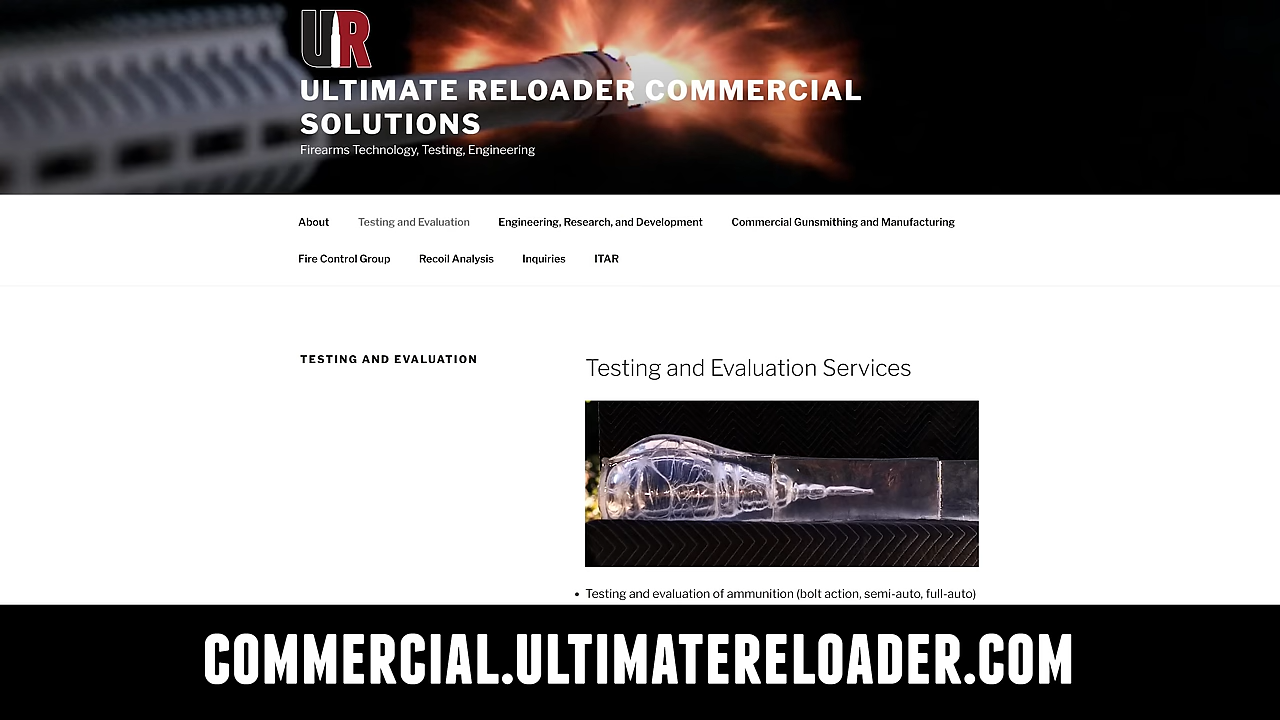 UR
ULTIMATE RELOADER COMMERCIAL
SOLUTIONS
Firearms Technology, Testing, Engineering
About Testing and Evaluation Engineering, Research, and Development Commercial Gunsmithing and Manufacturing
Fire Control Group Recoil Analysis Inquiries ITAR
TESTING AND EVALUATION
Testing and Evaluation Services
• Testing and evaluation of ammunition (bolt action, semi-auto, full-auto)
COMMERCIAL.ULTIMATERELOADER.COM